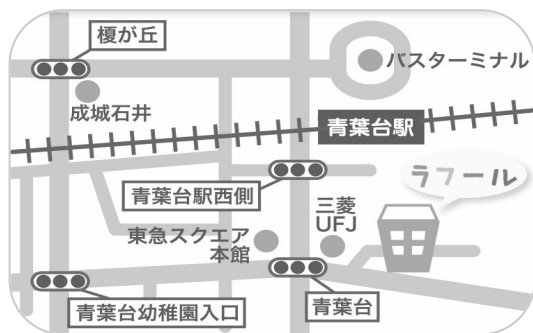 榎が丘
バスターミナル
成城石井
青葉台駅
ラフール
青葉台駅西側
三菱
UFJ
東急スクエア
本館
青葉台
青葉台幼稚園入口